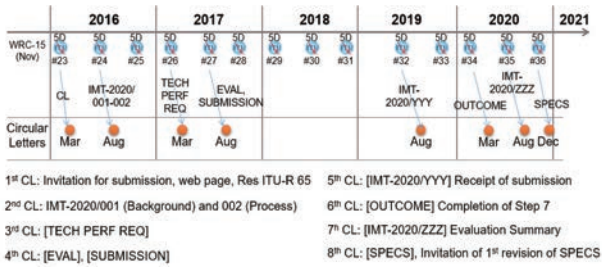 2016 2017 2018 2019 2020 2021
WRC-15
(Nov)
5D 5D 5D 5D 5D 5D 5D 5D 5D 5D 5D 5D 5D 5D
#23 #24 #25 #26 #27 #28 #29 #30 #31 #32 #33 #34 #35 #36
CL
IMT-2020/
001-002
TECH
PERF
REQ
EVAL,
SUBMISSION
IMT-
2020/YYY
OUTCOME
IMT-
2020/ZZZ
SPECS
Circular
Letters
Mar Aug Mar Aug Aug Mar Aug Dec
1st CL: Invitation for submission, web page, Res ITU-R 65
2nd CL: IMT-2020/001 (Background) and 002 (Process)
3rd CL: [TECH PERF REQ]
4th CL: [EVAL], [SUBMISSION]
5th CL: [IMT-2020/YYY] Receipt of submission
6th CL: [OUTCOME] Completion of Step 7
7h CL: [IMT-2020/ZZZ] Evaluation Summary
8th CL: [SPECS], Invitation of 1st revision of SPECS